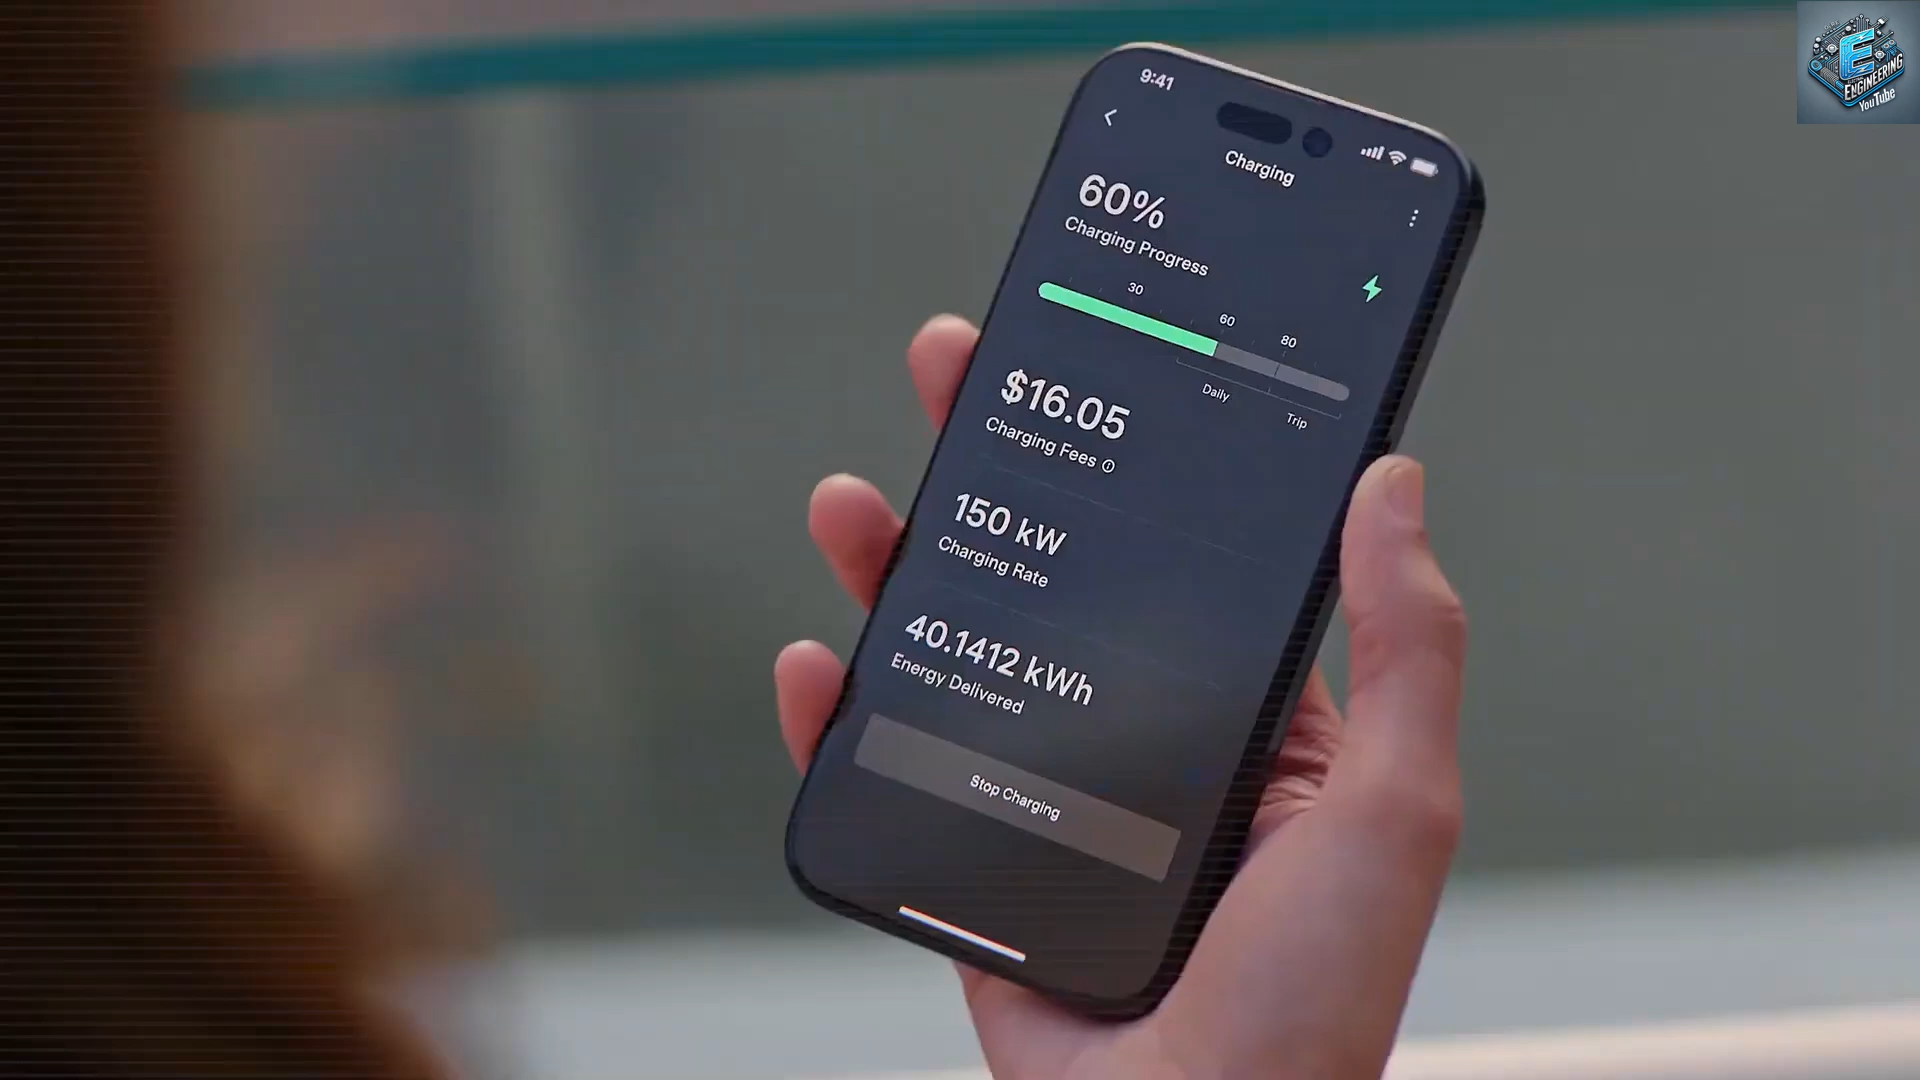 9:41
Charging
60%
Charging Progress
30
60
80
Daily
Trip
$16.05
Charging Fees
150 kW
Charging Rate
40.1412 kWh
Energy Delivered
Stop Charging
E
ENGINEERING
YouTube